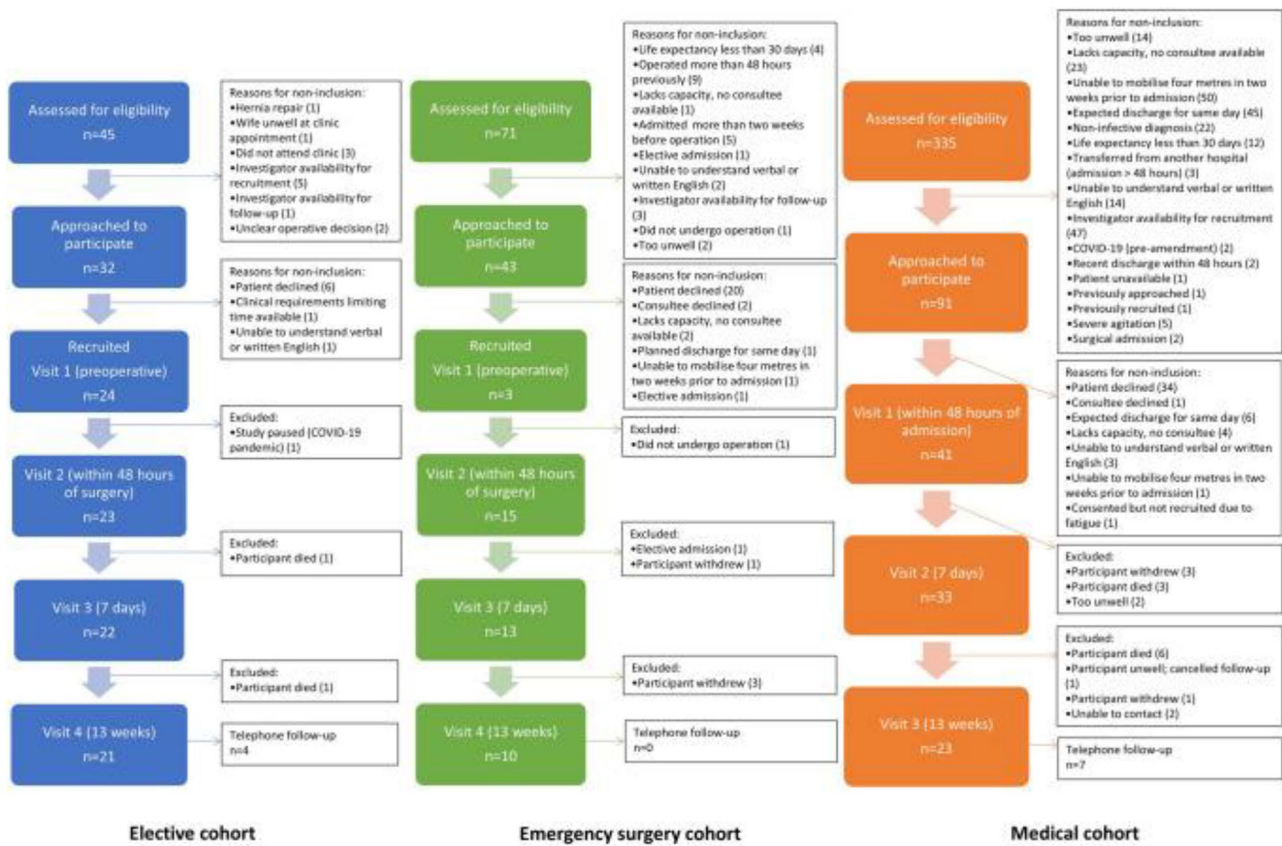 Assessed for eligibility
n=45
Reasons for non-inclusion:
•Hernia repair (1)
•Wife unwell at clinic
appointment (1)
•Did not attend clinic (3)
•Investigator availability for
recruitment (5)
•Investigator availability for
follow-up (1)
•Unclear operative decision (2)
Approached to
participate
n=32
Reasons for non-inclusion:
•Patient declined (6)
•Clinical requirements limiting
time available (1)
•Unable to understand verbal
or written English (1)
Recruited
Visit 1 (preoperative)
n=24
Excluded:
•Study paused (COVID-19
pandemic) (1)
Visit 2 (within 48 hours
of surgery)
n=23
Excluded:
•Participant died (1)
Visit 3 (7 days)
n=22
Excluded:
•Participant died (1)
Visit 4 (13 weeks)
n=21
Telephone follow-up
n=4
Elective cohort
Assessed for eligibility
n=71
Reasons for non-inclusion:
•Life expectancy less than 30 days (4)
•Operated more than 48 hours
previously (9)
•Lacks capacity, no consultee
available (1)
•Admitted more than two weeks
before operation (5)
•Elective admission (1)
•Unable to understand verbal or
written English (2)
•Investigator availability for follow-up
(3)
•Did not undergo operation (1)
•Too unwell (2)
Approached to
participate
n=43
Reasons for non-inclusion:
•Patient declined (20)
•Consultee declined (2)
•Lacks capacity, no consultee
available (2)
•Planned discharge for same day (1)
•Unable to mobilise four metres in
two weeks prior to admission (1)
•Elective admission (1)
Recruited
Visit 1 (preoperative)
n=3
Excluded:
•Did not undergo operation (1)
Visit 2 (within 48 hours
of surgery)
n=15
Excluded:
•Elective admission (1)
•Participant withdrew (1)
Visit 3 (7 days)
n=13
Excluded:
•Participant withdrew (3)
Visit 4 (13 weeks)
n=10
Telephone follow-up
n=0
Emergency surgery cohort
Assessed for eligibility
n=335
Reasons for non-inclusion:
•Too unwell (14)
•Lacks capacity, no consultee available
(23)
•Unable to mobilise four metres in two
weeks prior to admission (50)
•Expected discharge for same day (45)
•Non-infective diagnosis (22)
•Life expectancy less than 30 days (12)
•Transferred from another hospital
(admission > 48 hours) (3)
•Unable to understand verbal or written
English (14)
•Investigator availability for recruitment
(47)
•COVID-19 (pre-amendment) (2)
•Recent discharge within 48 hours (2)
•Patient unavailable (1)
•Previously approached (1)
•Previously recruited (1)
•Severe agitation (5)
•Surgical admission (2)
Approached to
participate
n=91
Reasons for non-inclusion:
•Patient declined (34)
•Consultee declined (1)
•Expected discharge for same day (6)
•Lacks capacity, no consultee (4)
•Unable to understand verbal or written
English (3)
•Unable to mobilise four metres in two
weeks prior to admission (1)
•Consented but not recruited due to
fatigue (1)
Visit 1 (within 48 hours of
admission)
n=41
Excluded:
•Participant withdrew (3)
•Participant died (3)
•Too unwell (2)
Visit 2 (7 days)
n=33
Excluded:
•Participant died (6)
•Participant unwell; cancelled follow-up
(1)
•Participant withdrew (1)
•Unable to contact (2)
Visit 3 (13 weeks)
n=23
Telephone follow-up
n=7
Medical cohort